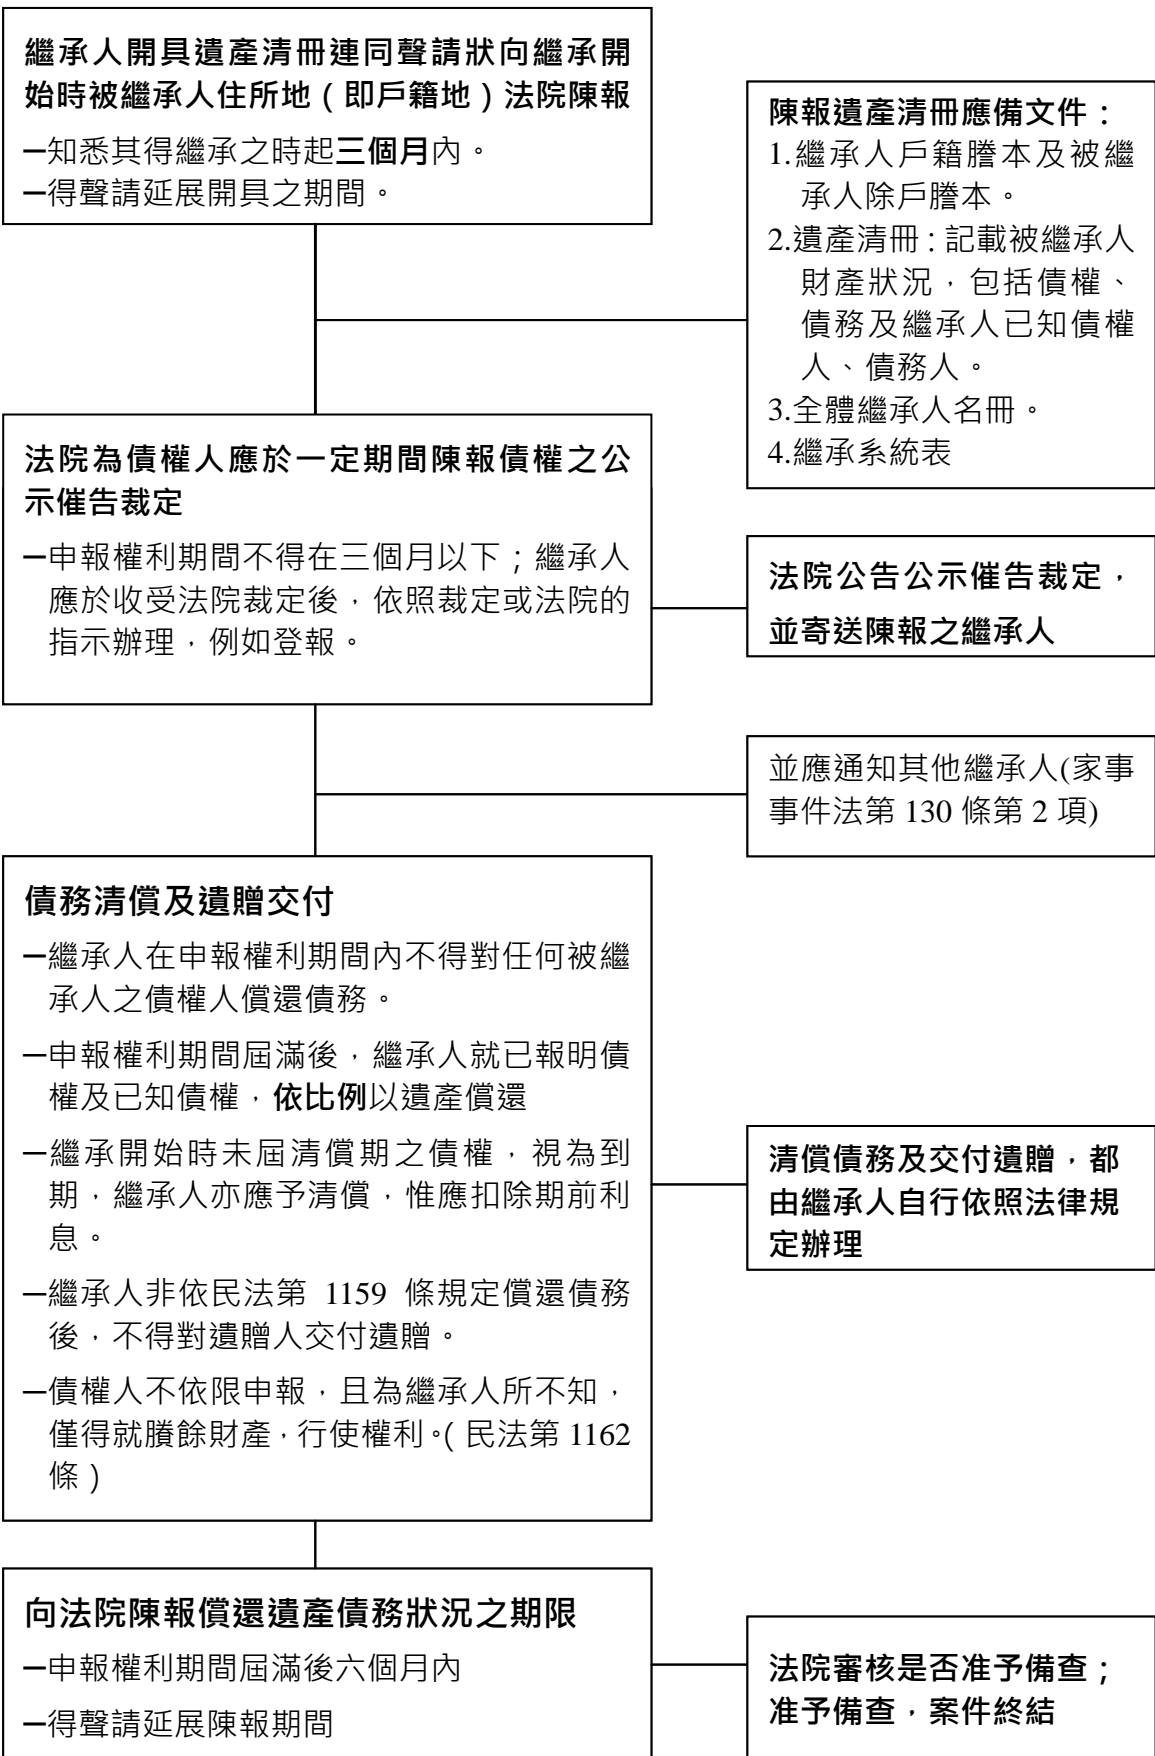 繼承人開具遺產清冊連同聲請狀向繼承開
始時被繼承人住所地（即戶籍地）法院陳報
－知悉其得繼承之時起三個月內。
－得聲請延展開具之期間。
陳報遺產清冊應備文件：
1.繼承人戶籍謄本及被繼
承人除戶謄本。
2.遺產清冊：記載被繼承人
財產狀況，包括債權、
債務及繼承人已知債權
人、債務人。
3.全體繼承人名冊。
4.繼承系統表
法院為債權人應於一定期間陳報債權之公
示催告裁定
－申報權利期間不得在三個月以下；繼承人
應於收受法院裁定後，依照裁定或法院的
指示辦理，例如登報。
法院公告公示催告裁定，
並寄送陳報之繼承人
並應通知其他繼承人(家事
事件法第 130 條第 2 項)
債務清償及遺贈交付
－繼承人在申報權利期間內不得對任何被繼
承人之債權人償還債務。
－申報權利期間屆滿後，繼承人就已報明債
權及已知債權，依比例以遺產償還
－繼承開始時未屆清償期之債權，視為到
期，繼承人亦應予清償，惟應扣除期前利
息。
－繼承人非依民法第 1159 條規定償還債務
後，不得對遺贈人交付遺贈。
－債權人不依限申報，且為繼承人所不知，
僅得就賸餘財產，行使權利。（民法第 1162
條）
清償債務及交付遺贈，都
由繼承人自行依照法律規
定辦理
向法院陳報償還遺產債務狀況之期限
－申報權利期間屆滿後六個月內
－得聲請延展陳報期間
法院審核是否准予備查；
准予備查，案件終結